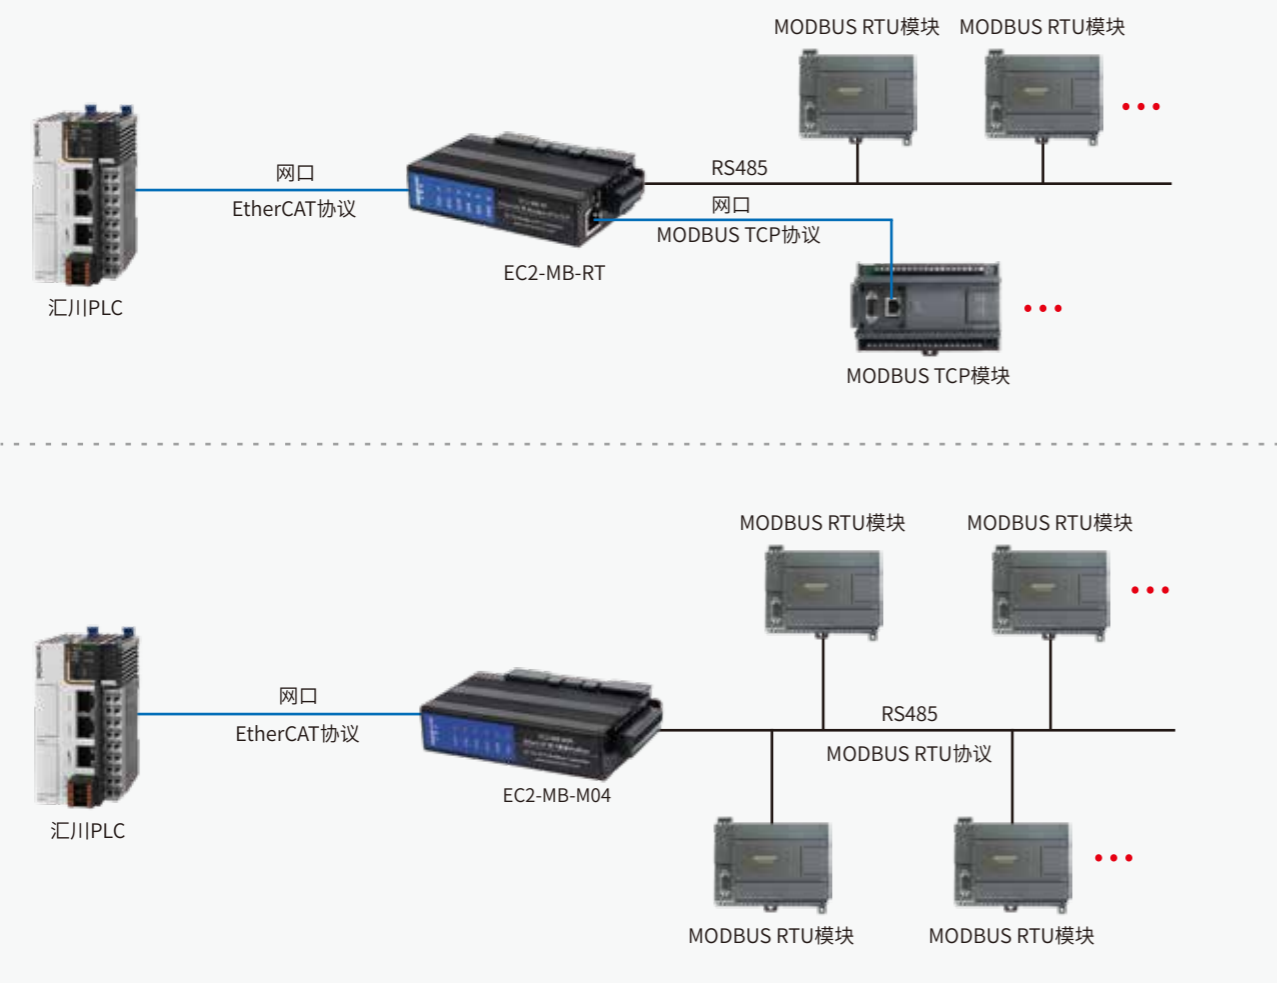 MODBUS RTU模块
MODBUS RTU模块
网口
EtherCAT协议
RS485
网口
MODBUS TCP协议
EC2-MB-RT
汇川PLC
MODBUS TCP模块
MODBUS RTU模块
MODBUS RTU模块
网口
EtherCAT协议
RS485
MODBUS RTU协议
EC2-MB-M04
汇川PLC
MODBUS RTU模块
MODBUS RTU模块